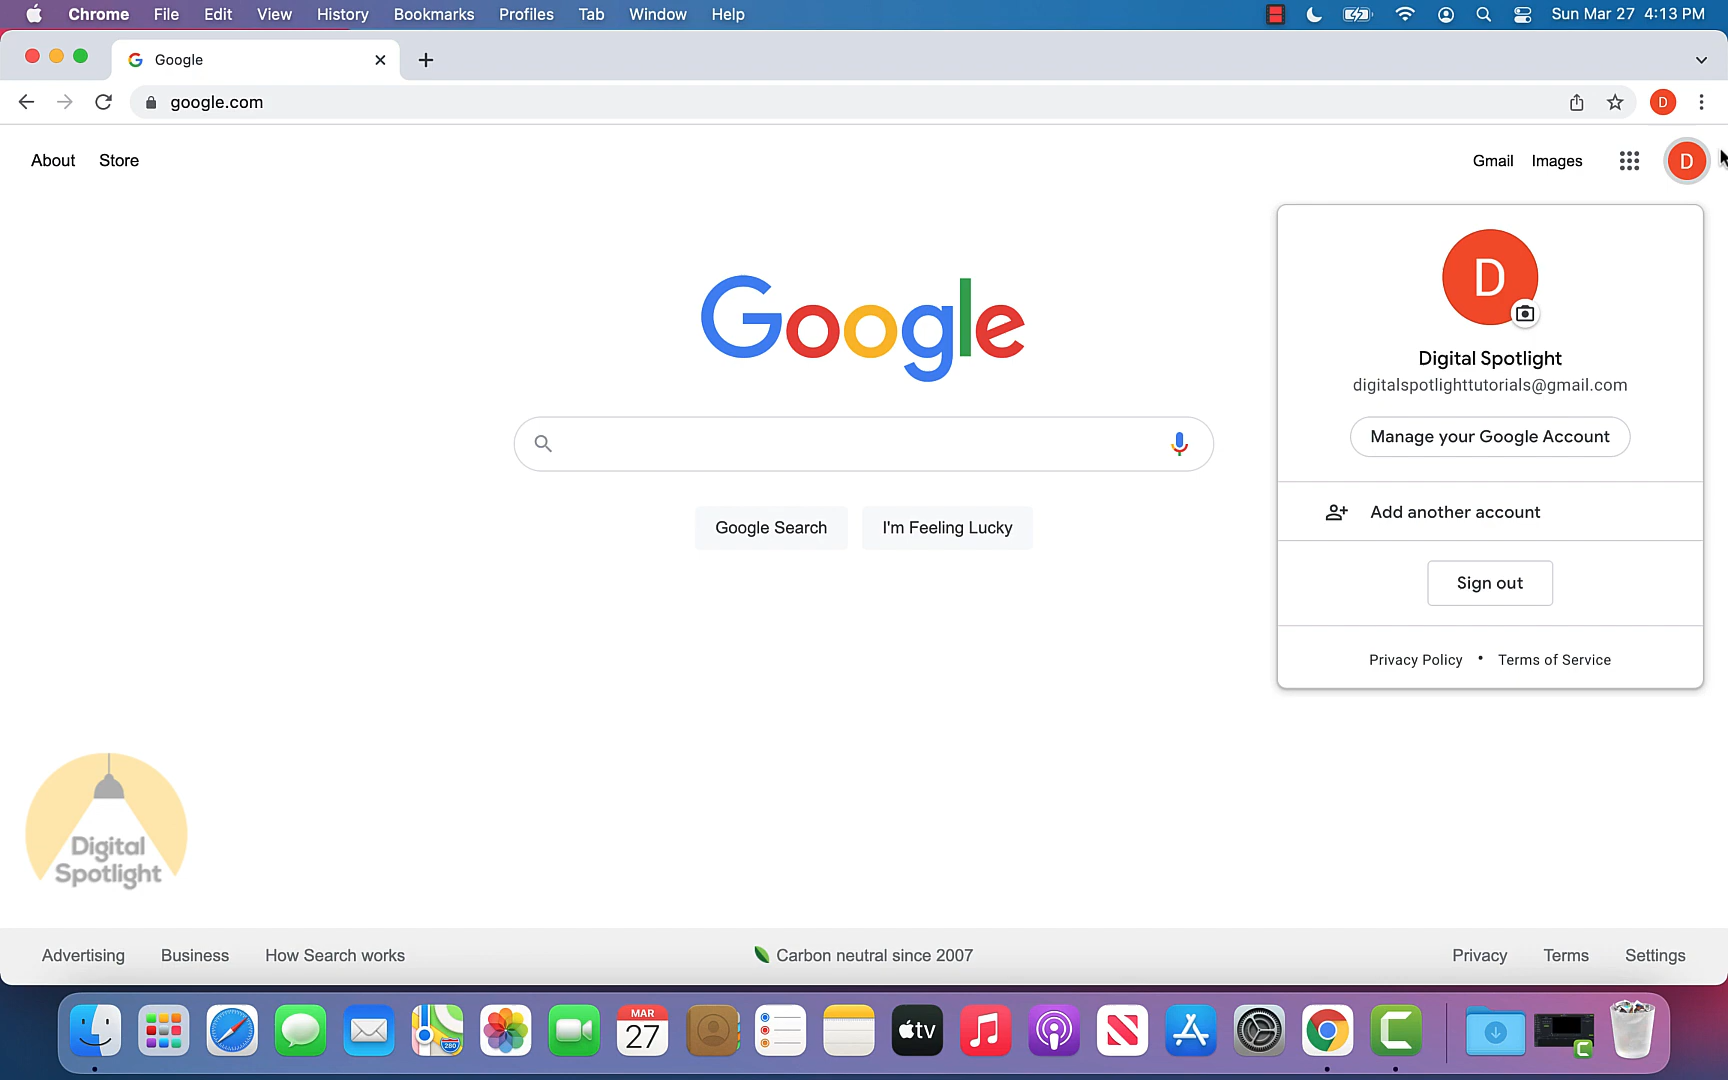 Chrome File Edit View History Bookmarks Profiles Tab Window Help Sun Mar 27 4:13 PM
Google
google.com
D
About Store
Gmail Images
D
D
Digital Spotlight
digitalspotlighttutorials@gmail.com
Manage your Google Account
Add another account
Sign out
Privacy Policy • Terms of Service
Google
Google Search I'm Feeling Lucky
Digital
Spotlight
Advertising Business How Search works
Carbon neutral since 2007
Privacy Terms Settings
MAR
27
280
tv